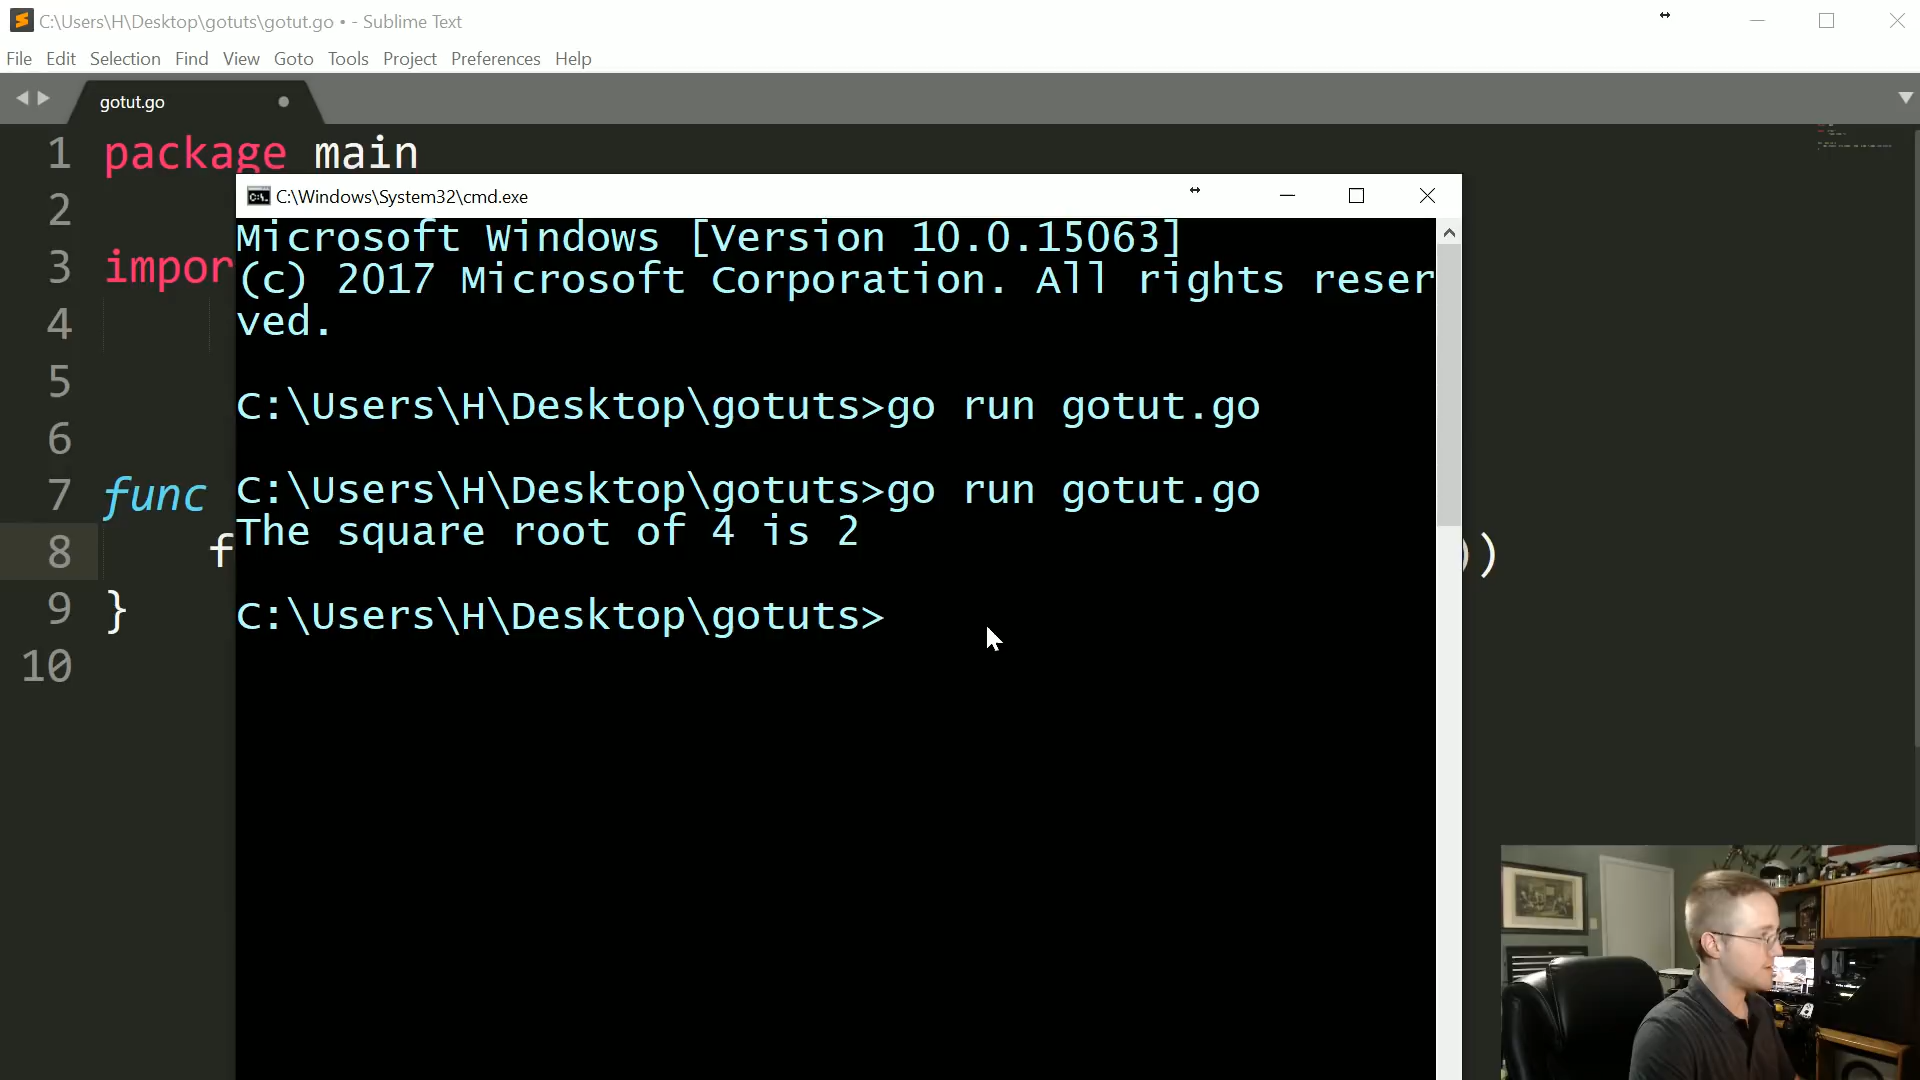 C:\Users\H\Desktop\gotuts\gotut.go • - Sublime Text
File Edit Selection Find View Goto Tools Project Preferences Help
gotut.go
1 package main
2
3 impor
4
5
6
7 func
8 f ))
9 }
10
C:\Windows\System32\cmd.exe
Microsoft Windows [Version 10.0.15063]
(c) 2017 Microsoft Corporation. All rights reser
ved.
C:\Users\H\Desktop\gotuts>go run gotut.go
C:\Users\H\Desktop\gotuts>go run gotut.go
The square root of 4 is 2
C:\Users\H\Desktop\gotuts>